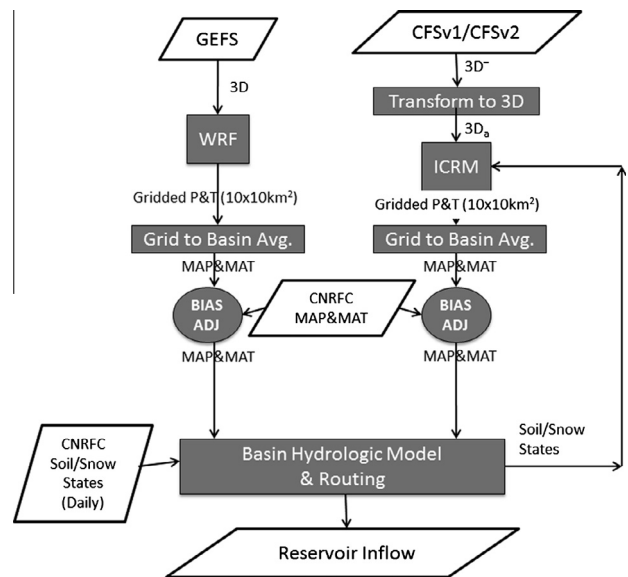 GEFS
CFSv1/CFSv2
3D
3D⁻
Transform to 3D
3Dₐ
WRF
ICRM
Gridded P&T (10x10km²)
Gridded P&T (10x10km²)
Grid to Basin Avg.
Grid to Basin Avg.
MAP&MAT
MAP&MAT
BIAS
ADJ
CNRFC
MAP&MAT
BIAS
ADJ
MAP&MAT
MAP&MAT
CNRFC
Soil/Snow
States
(Daily)
Basin Hydrologic Model
& Routing
Soil/Snow
States
Reservoir Inflow